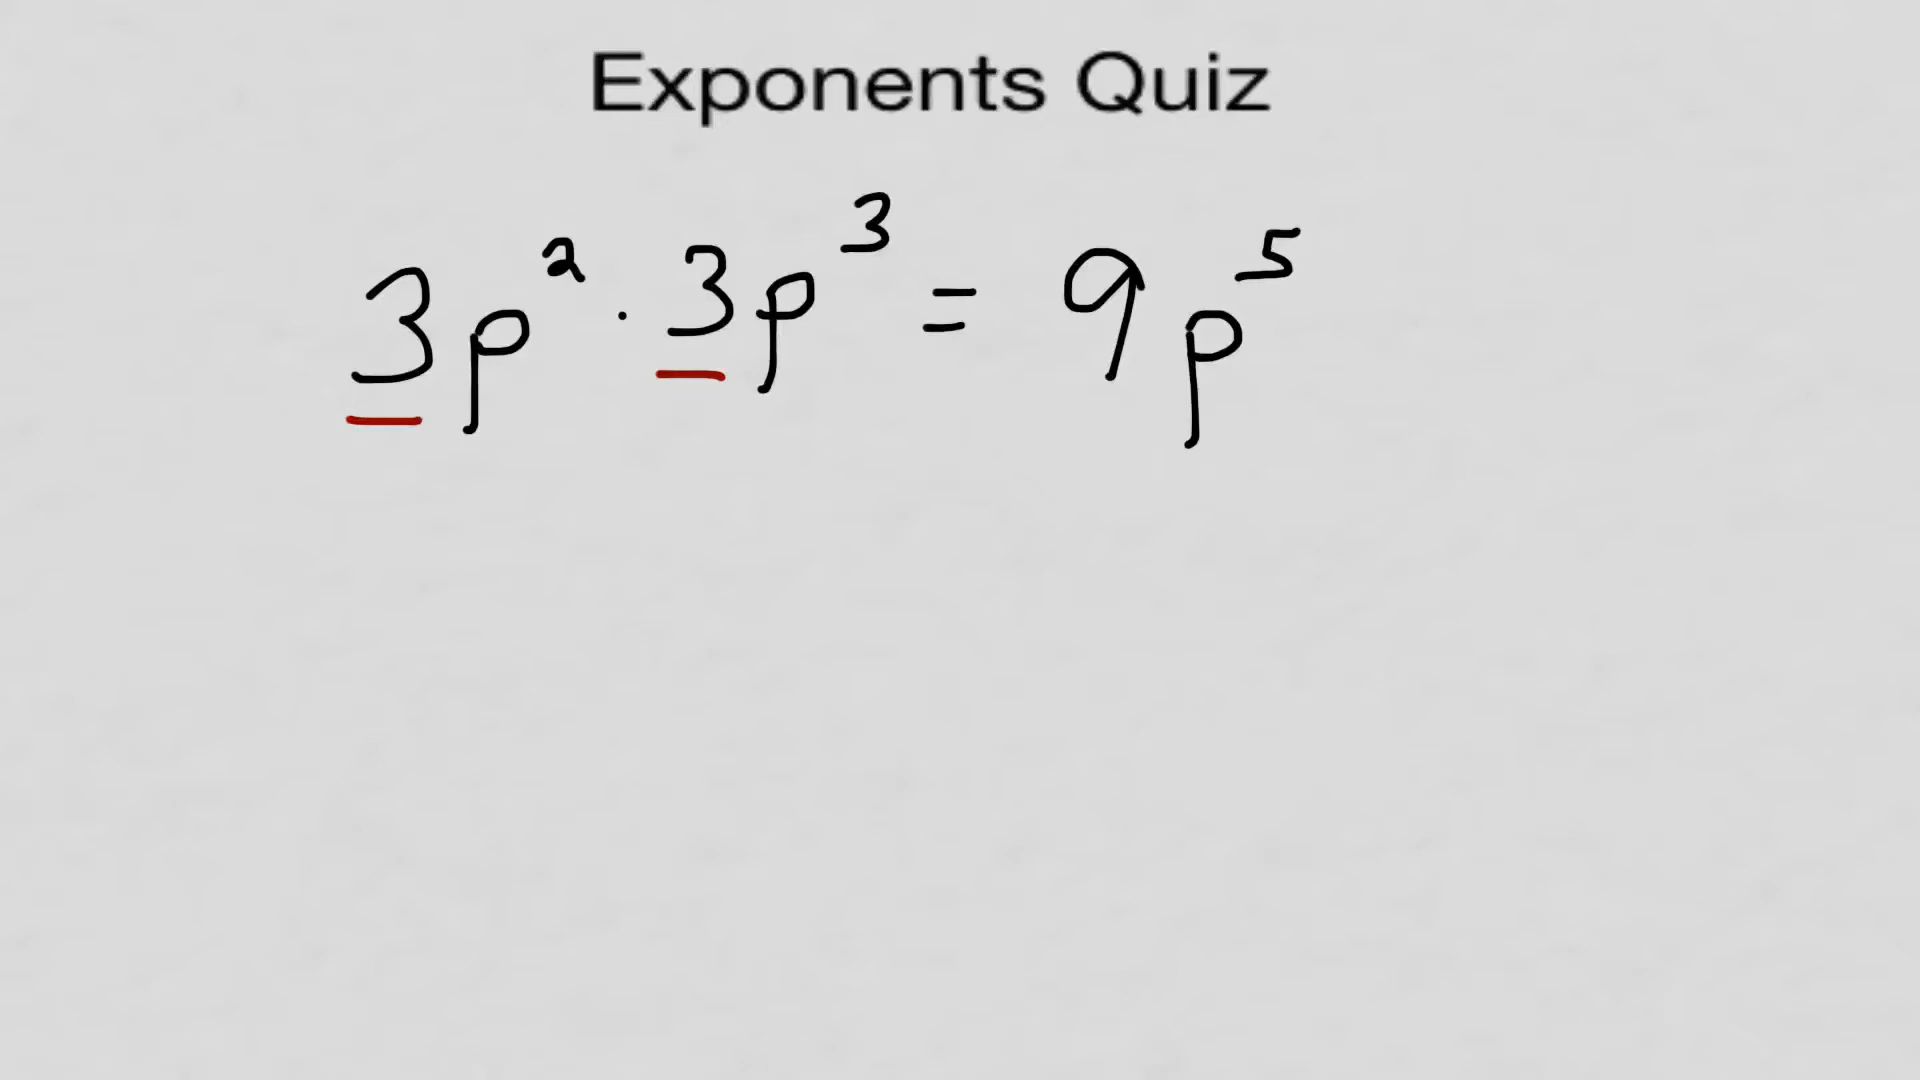 Exponents Quiz
3p² · 3p³ = 9p⁵